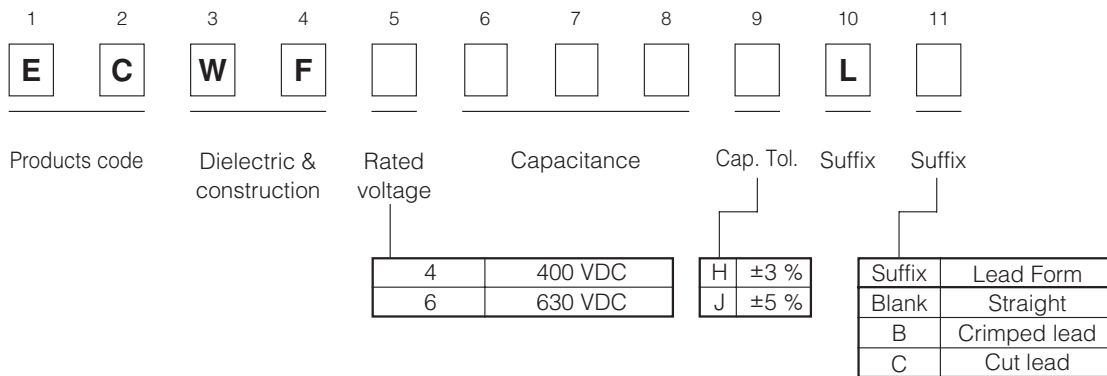 1 2 3 4 5 6 7 8 9 10 11
E C W F L
Products code Dielectric & construction Rated voltage Capacitance Cap. Tol. Suffix Suffix
4 400 VDC
6 630 VDC
H ±3 %
J ±5 %
Suffix Lead Form
Blank Straight
B Crimped lead
C Cut lead